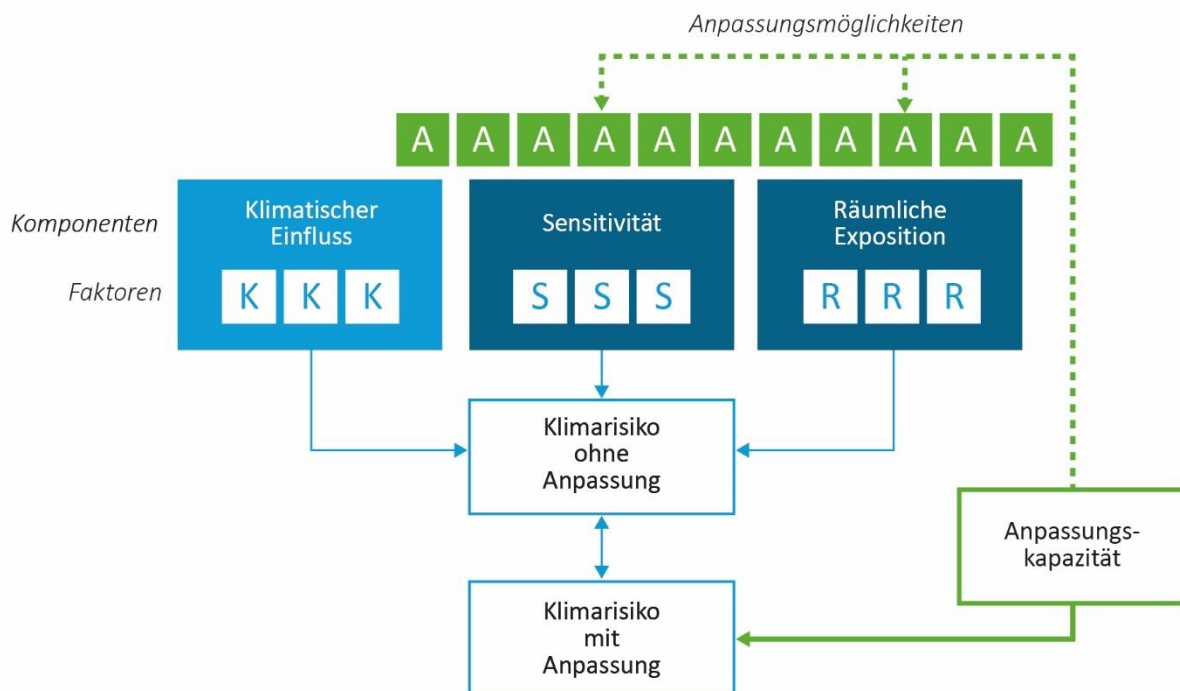 Anpassungsmöglichkeiten
A A A A A A A A A A A
Komponenten
Klimatischer
Einfluss
Sensitivität
Räumliche
Exposition
Faktoren
K K K
S S S
R R R
Klimarisiko
ohne
Anpassung
Anpassungs-
kapazität
Klimarisiko
mit
Anpassung